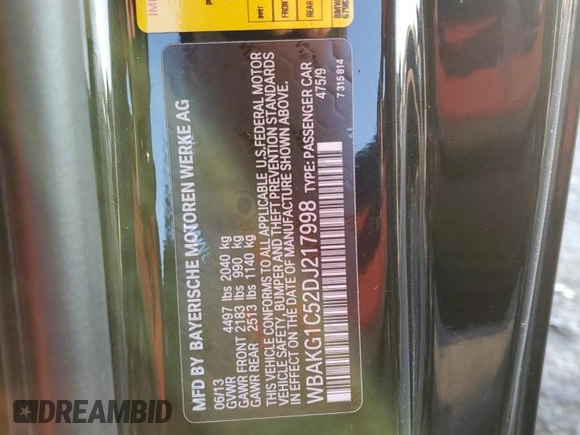 MFD BY BAYERISCHE MOTOREN WERKE AG
06/13
GVWR 4497 lbs 2040 kg
GAWR FRONT 2183 lbs 990 kg
GAWR REAR 2513 lbs 1140 kg
THIS VEHICLE CONFORMS TO ALL APPLICABLE U.S.FEDERAL MOTOR
VEHICLE SAFETY, BUMPER AND THEFT PREVENTION STANDARDS
IN EFFECT ON THE DATE OF MANUFACTURE SHOWN ABOVE.
WBAKG1C52DJ217998 TYPE: PASSENGER CAR
475/9
7 315 814
FRONT
REAR
DREAMBID